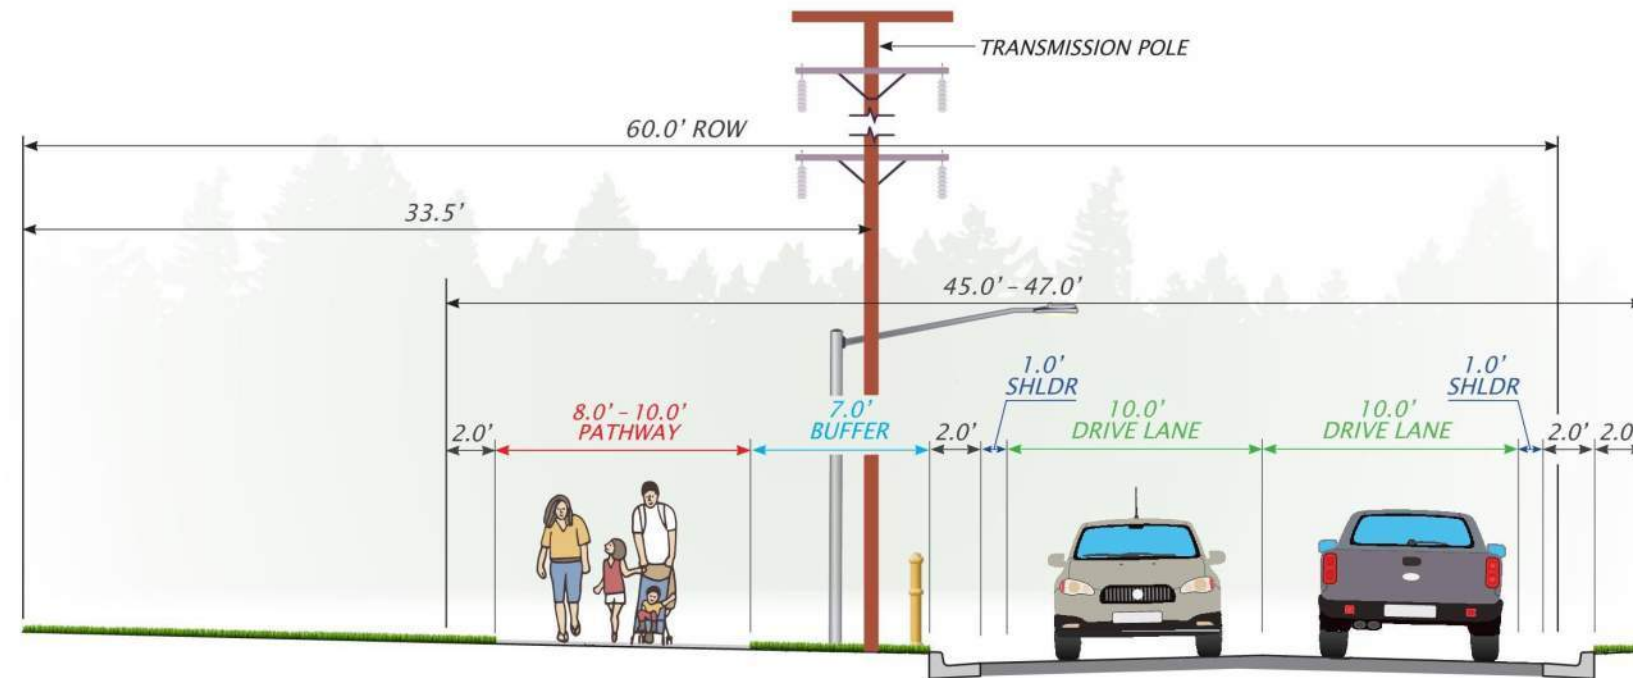 TRANSMISSION POLE
60.0' ROW
33.5'
45.0' – 47.0'
1.0'
SHLDR
1.0'
SHLDR
2.0'
8.0' – 10.0'
PATHWAY
7.0'
BUFFER
2.0'
10.0'
DRIVE LANE
10.0'
DRIVE LANE
2.0'
2.0